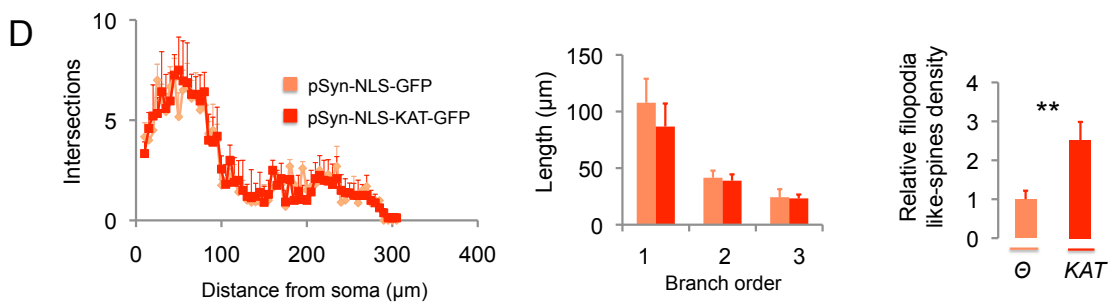 D
Intersections
10
5
0
0
100
200
300
400
Distance from soma (µm)
pSyn-NLS-GFP
pSyn-NLS-KAT-GFP
Length (µm)
150
100
50
0
1
2
3
Branch order
Relative filopodia
like-spines density
4
3
2
1
0
**
Θ
KAT